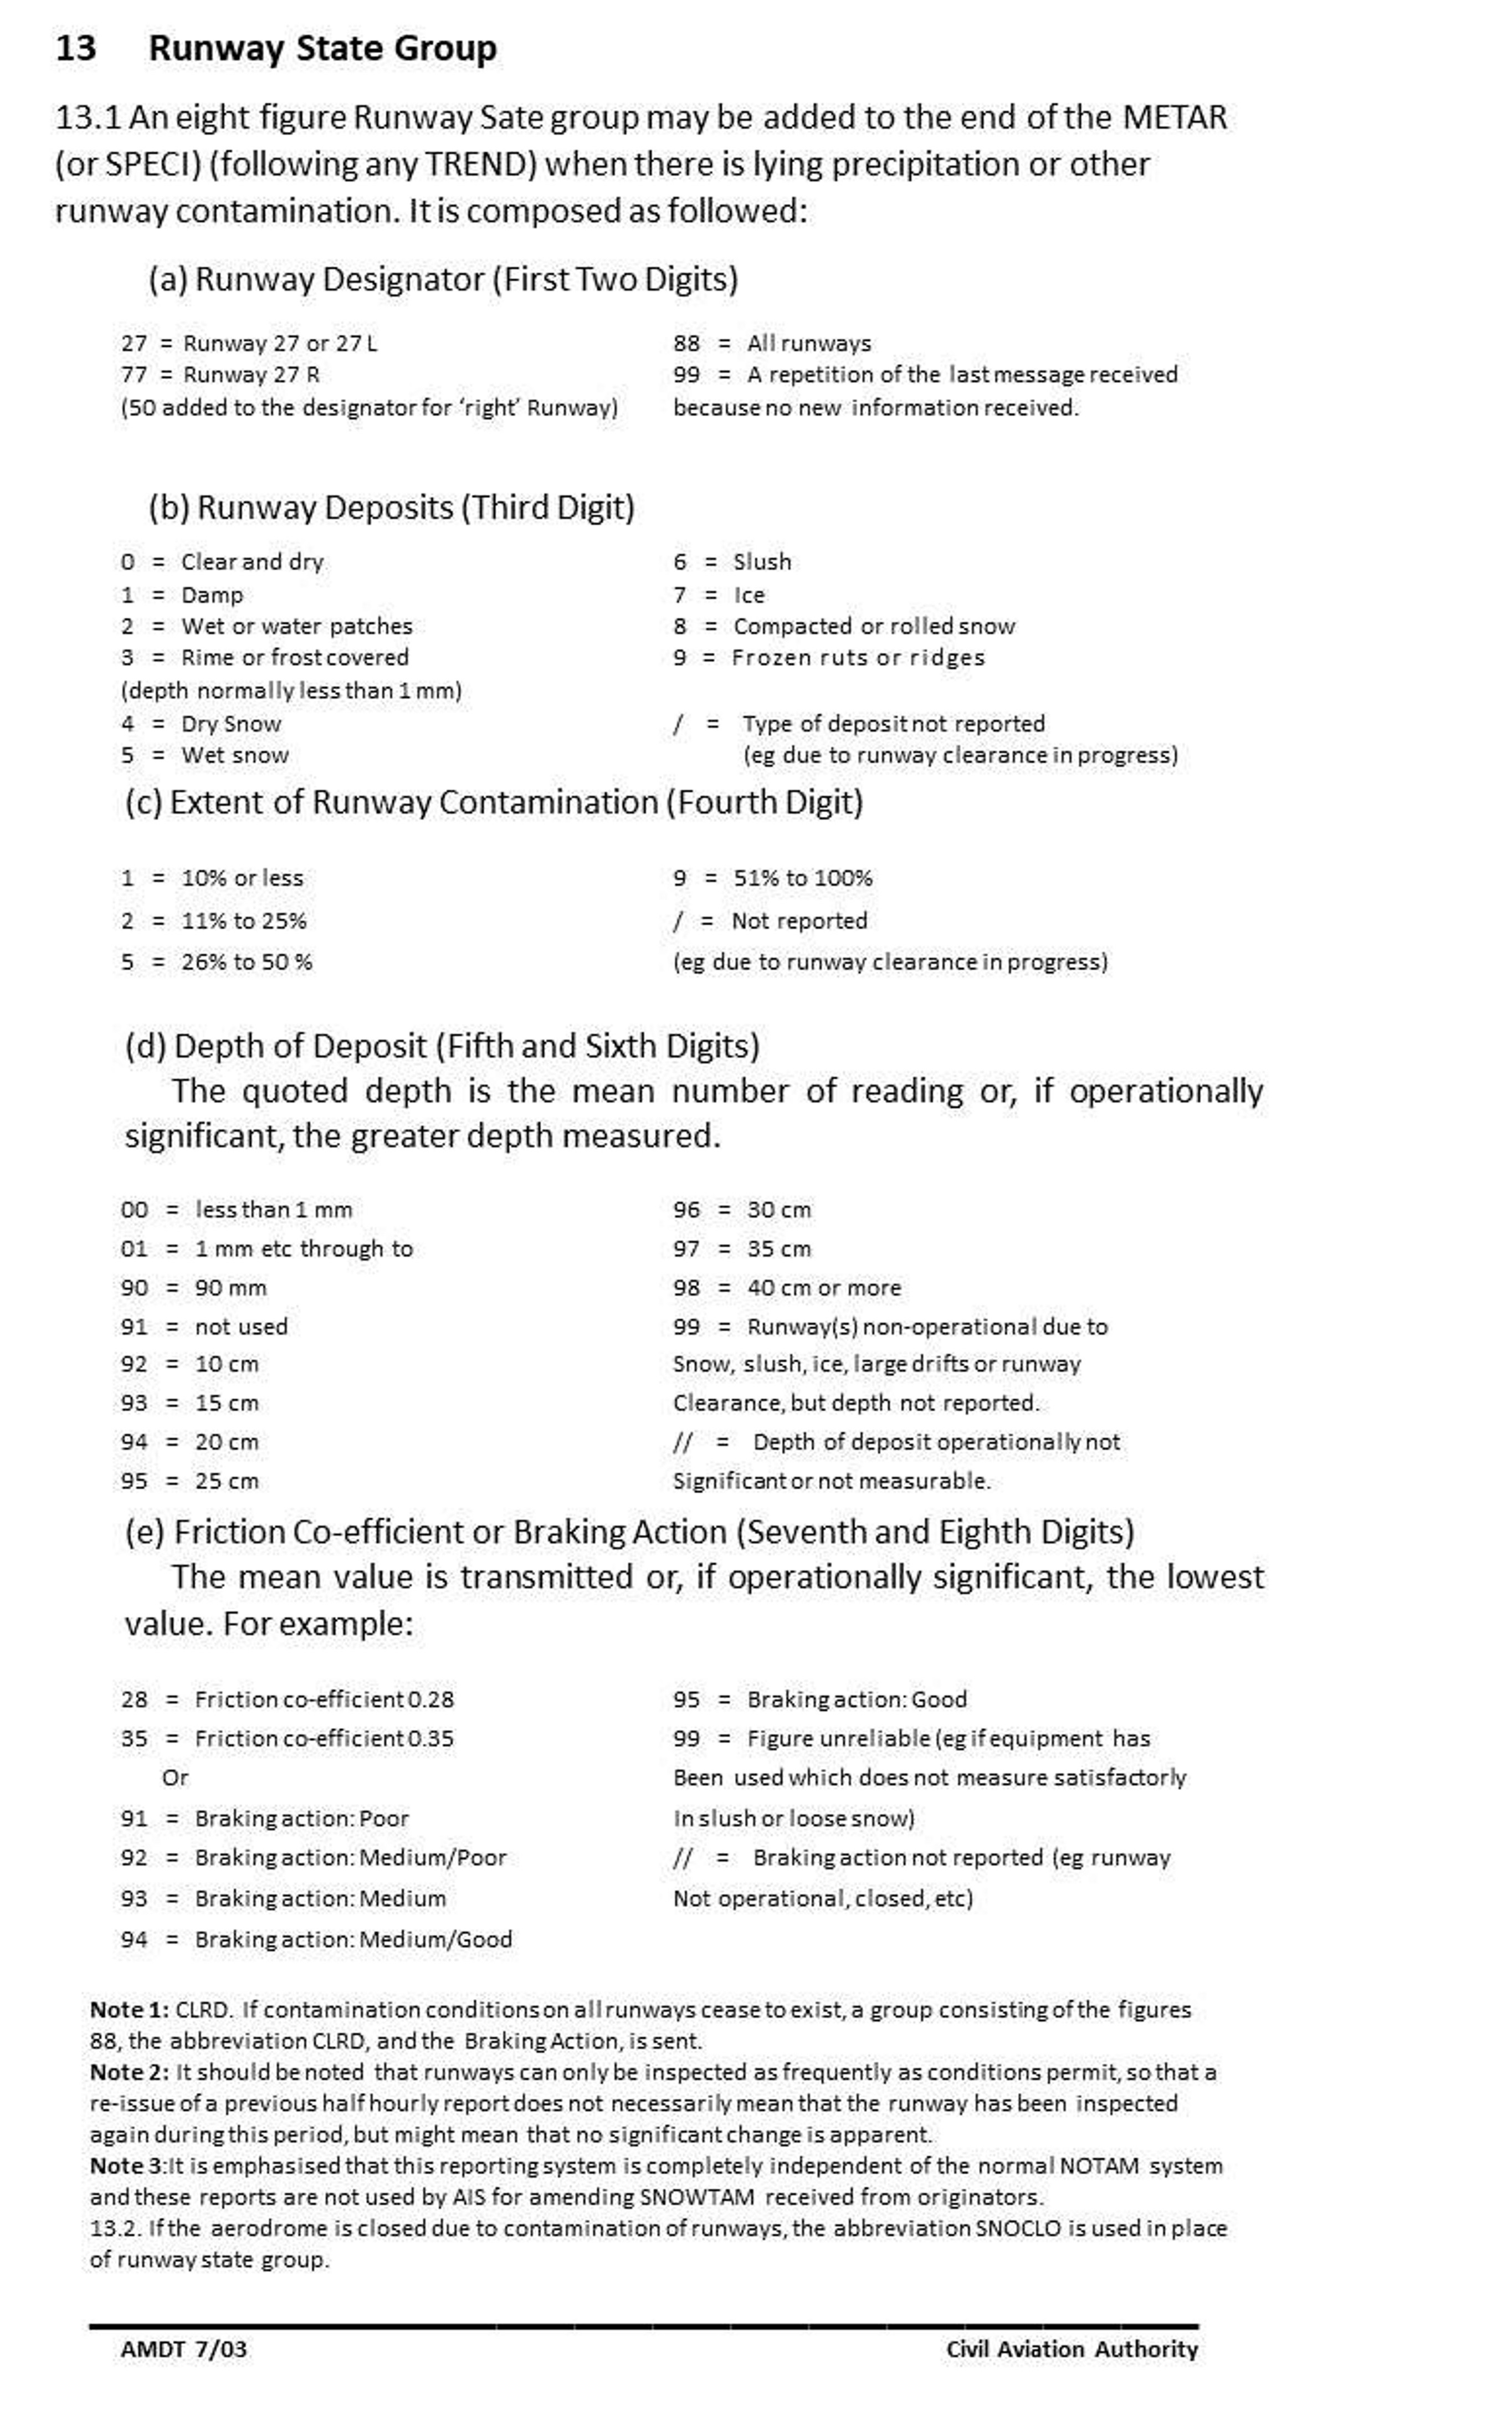 13 Runway State Group
13.1 An eight figure Runway Sate group may be added to the end of the METAR
(or SPECI) (following any TREND) when there is lying precipitation or other
runway contamination. It is composed as followed:
(a) Runway Designator (First Two Digits)
27 = Runway 27 or 27 L
77 = Runway 27 R
(50 added to the designator for ‘right’ Runway)
88 = All runways
99 = A repetition of the last message received
because no new information received.
(b) Runway Deposits (Third Digit)
0 = Clear and dry
1 = Damp
2 = Wet or water patches
3 = Rime or frost covered
(depth normally less than 1 mm)
4 = Dry Snow
5 = Wet snow
6 = Slush
7 = Ice
8 = Compacted or rolled snow
9 = Frozen ruts or ridges
/ = Type of deposit not reported
(eg due to runway clearance in progress)
(c) Extent of Runway Contamination (Fourth Digit)
1 = 10% or less
2 = 11% to 25%
5 = 26% to 50 %
9 = 51% to 100%
/ = Not reported
(eg due to runway clearance in progress)
(d) Depth of Deposit (Fifth and Sixth Digits)
The quoted depth is the mean number of reading or, if operationally
significant, the greater depth measured.
00 = less than 1 mm
01 = 1 mm etc through to
90 = 90 mm
91 = not used
92 = 10 cm
93 = 15 cm
94 = 20 cm
95 = 25 cm
96 = 30 cm
97 = 35 cm
98 = 40 cm or more
99 = Runway(s) non-operational due to
Snow, slush, ice, large drifts or runway
Clearance, but depth not reported.
// = Depth of deposit operationally not
Significant or not measurable.
(e) Friction Co-efficient or Braking Action (Seventh and Eighth Digits)
The mean value is transmitted or, if operationally significant, the lowest
value. For example:
28 = Friction co-efficient 0.28
35 = Friction co-efficient 0.35
Or
91 = Braking action: Poor
92 = Braking action: Medium/Poor
93 = Braking action: Medium
94 = Braking action: Medium/Good
95 = Braking action: Good
99 = Figure unreliable (eg if equipment has
Been used which does not measure satisfactorly
In slush or loose snow)
// = Braking action not reported (eg runway
Not operational, closed, etc)
Note 1: CLRD. If contamination conditions on all runways cease to exist, a group consisting of the figures
88, the abbreviation CLRD, and the Braking Action, is sent.
Note 2: It should be noted that runways can only be inspected as frequently as conditions permit, so that a
re-issue of a previous half hourly report does not necessarily mean that the runway has been inspected
again during this period, but might mean that no significant change is apparent.
Note 3:It is emphasised that this reporting system is completely independent of the normal NOTAM system
and these reports are not used by AIS for amending SNOWTAM received from originators.
13.2. If the aerodrome is closed due to contamination of runways, the abbreviation SNOCLO is used in place
of runway state group.
AMDT 7/03
Civil Aviation Authority